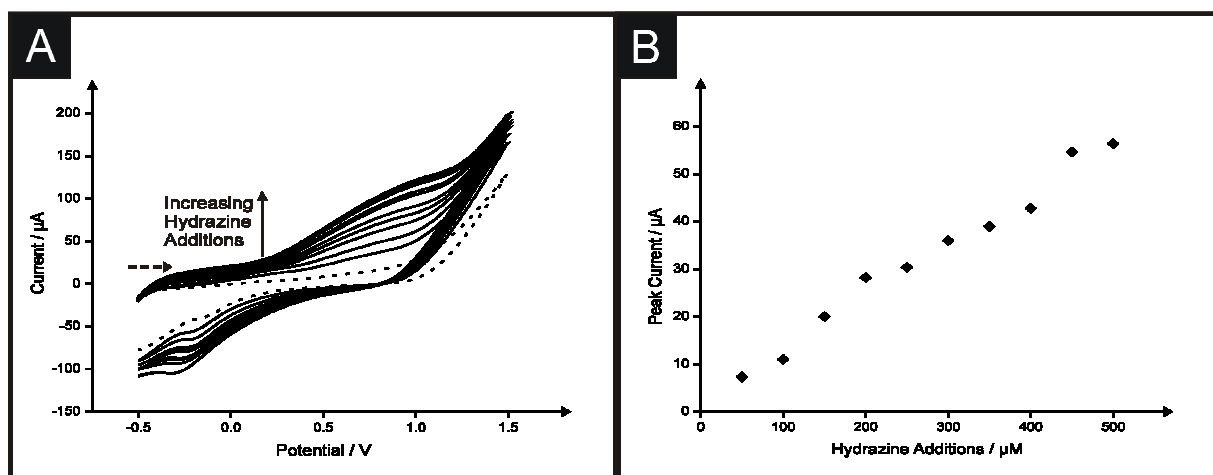 A
Current / µA
200
150
100
50
0
-50
-100
-150
Increasing
Hydrazine
Additions
-0.5 0.0 0.5 1.0 1.5
Potential / V
B
Peak Current / µA
60
50
40
30
20
10
0
0 100 200 300 400 500
Hydrazine Additions / µM